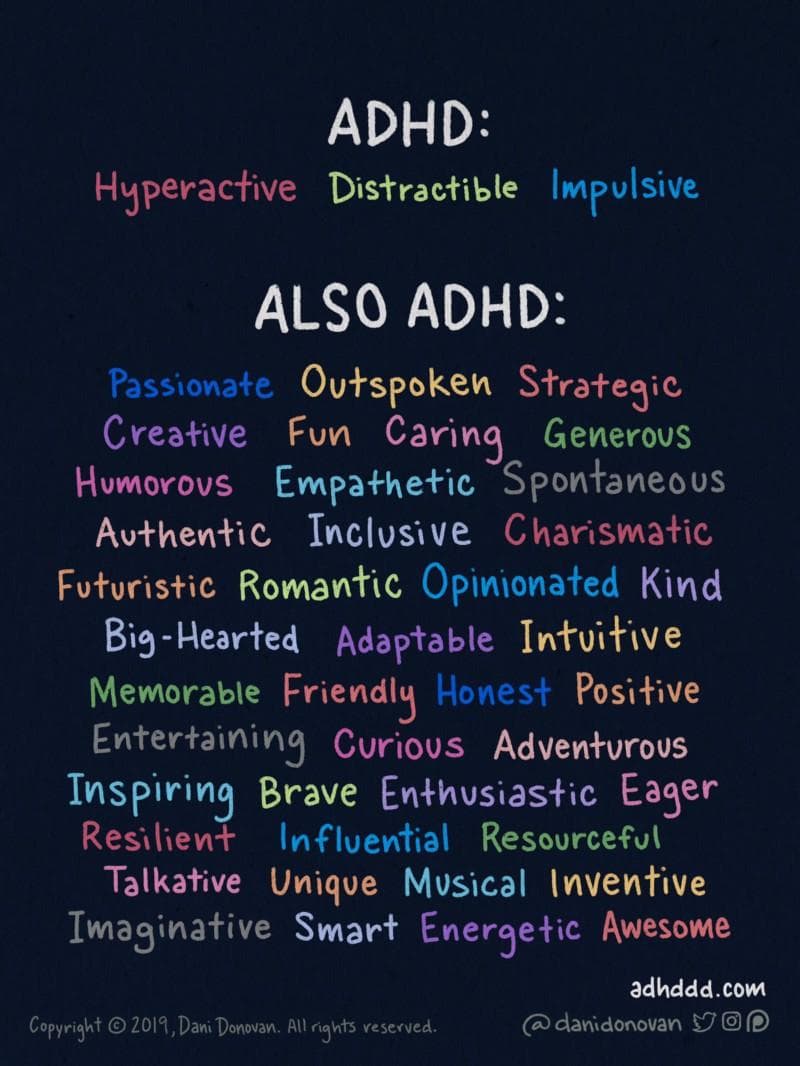 ADHD:
Hyperactive Distractible Impulsive
ALSO ADHD:
Passionate Outspoken Strategic
Creative Fun Caring Generous
Humorous Empathetic Spontaneous
Authentic Inclusive Charismatic
Futuristic Romantic Opinionated Kind
Big-Hearted Adaptable Intuitive
Memorable Friendly Honest Positive
Entertaining Curious Adventurous
Inspiring Brave Enthusiastic Eager
Resilient Influential Resourceful
Talkative Unique Musical Inventive
Imaginative Smart Energetic Awesome
adhddd.com
Copyright © 2019, Dani Donovan. All rights reserved. @danidonovan